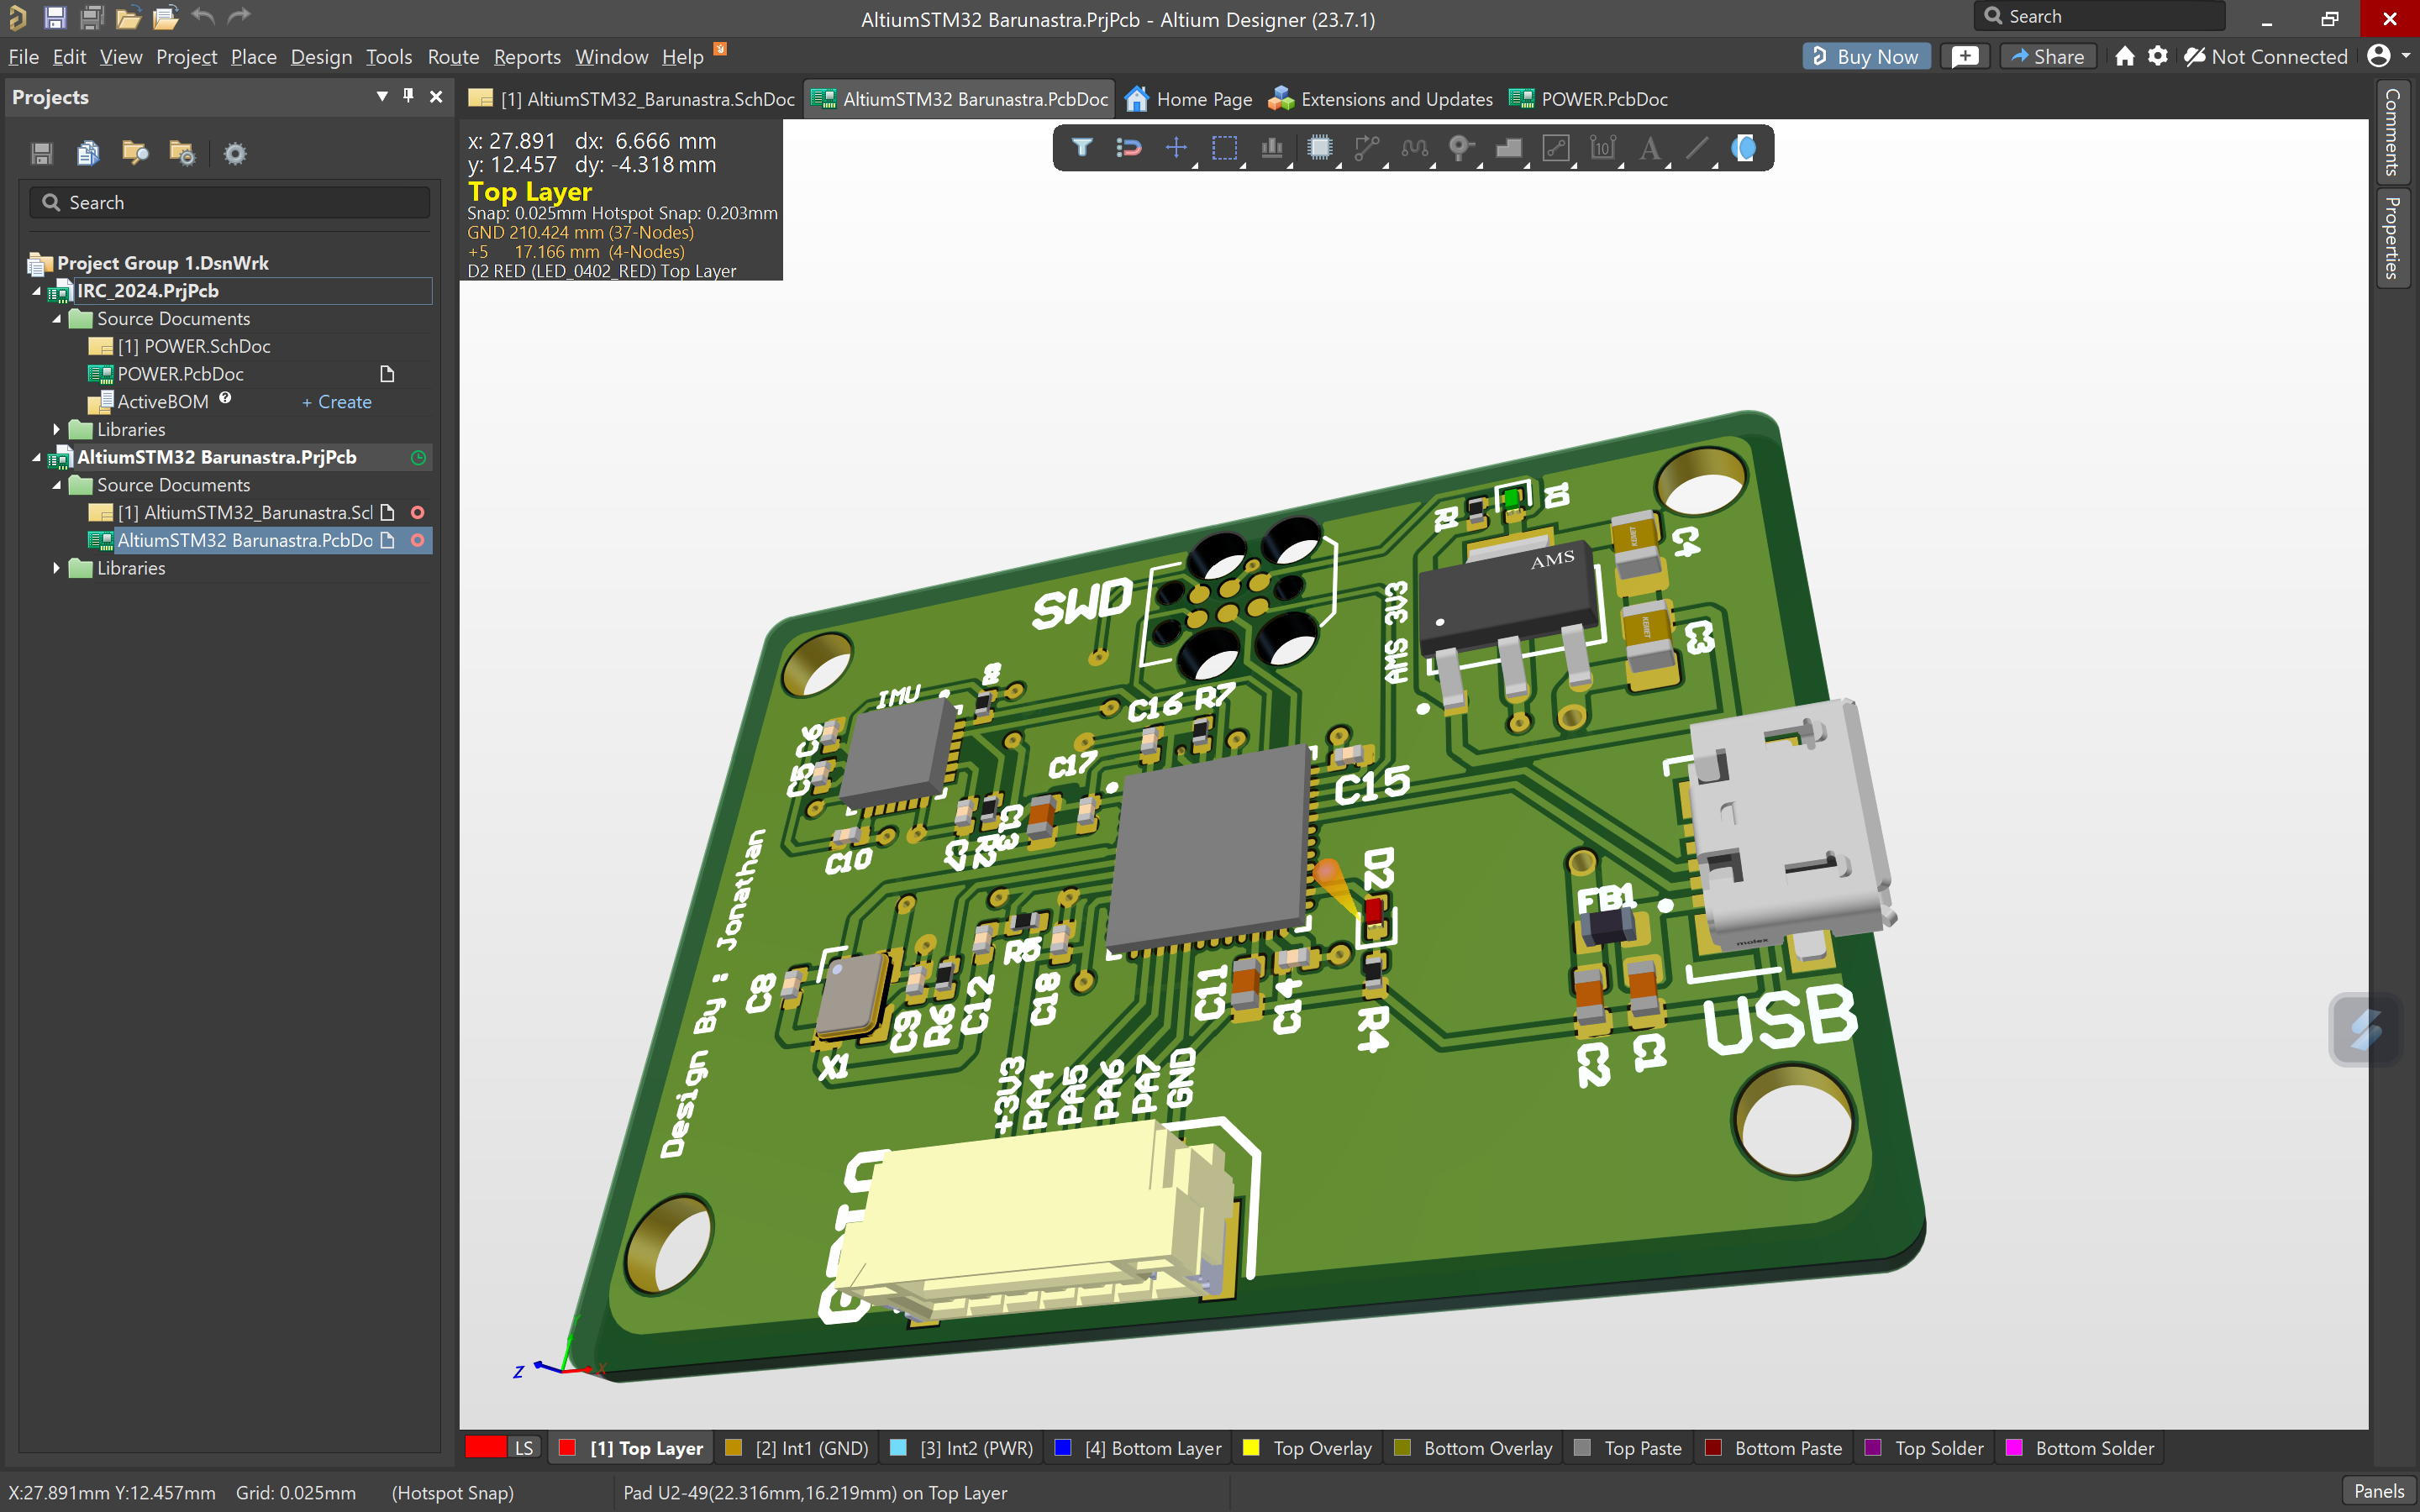 AltiumSTM32 Barunastra.PrjPcb - Altium Designer (23.7.1)
Search
File Edit View Project Place Design Tools Route Reports Window Help
Buy Now
Share
Not Connected
Projects
[1] AltiumSTM32_Barunastra.SchDoc
AltiumSTM32 Barunastra.PcbDoc
Home Page
Extensions and Updates
POWER.PcbDoc
Comments
Properties
Search
Project Group 1.DsnWrk
IRC_2024.PrjPcb
Source Documents
[1] POWER.SchDoc
POWER.PcbDoc
ActiveBOM
+ Create
Libraries
AltiumSTM32 Barunastra.PrjPcb
Source Documents
[1] AltiumSTM32_Barunastra.Scl
AltiumSTM32 Barunastra.PcbDo
Libraries
x: 27.891 dx: 6.666 mm
y: 12.457 dy: -4.318 mm
Top Layer
Snap: 0.025mm Hotspot Snap: 0.203mm
GND 210.424 mm (37-Nodes)
+5 17.166 mm (4-Nodes)
D2 RED (LED_0402_RED) Top Layer
SWD
AMS
AMS 3V3
C4
C3
IMU
C16 R7
C6
C5
C17
C15
C10
D2
FB1
Design By : Jonathan
R5
C8
C9
R6
C12
C18
C11
C14
R4
X1
molex
USB
C2
C1
+3V3
PA4
PA5
PA6
PA7
GND
Z
X
LS
[1] Top Layer
[2] Int1 (GND)
[3] Int2 (PWR)
[4] Bottom Layer
Top Overlay
Bottom Overlay
Top Paste
Bottom Paste
Top Solder
Bottom Solder
X:27.891mm Y:12.457mm Grid: 0.025mm (Hotspot Snap)
Pad U2-49(22.316mm,16.219mm) on Top Layer
Panels